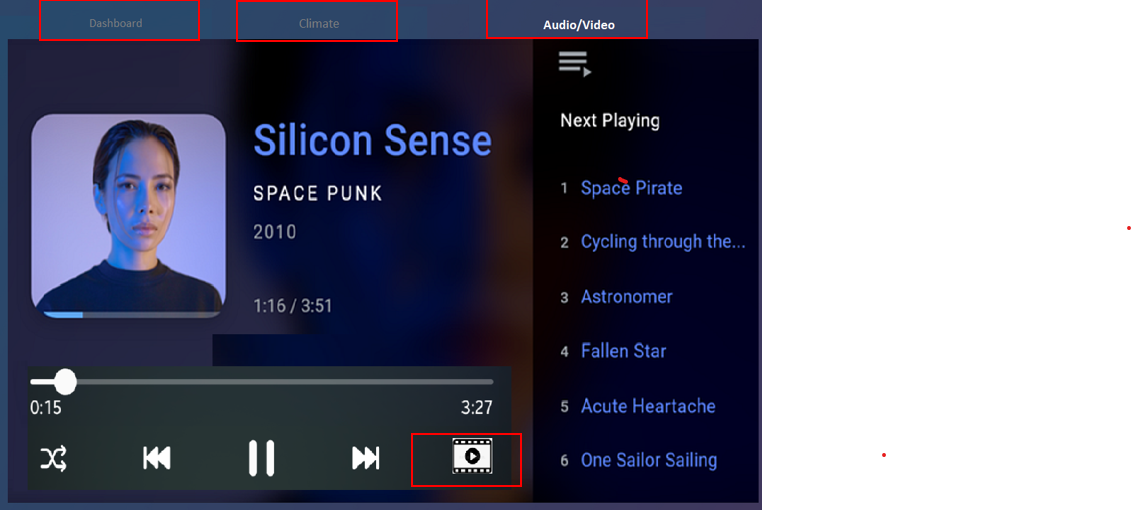 Dashboard
Climate
Audio/Video
Silicon Sense
SPACE PUNK
2010
1:16 / 3:51
0:15
3:27
Next Playing
1 Space Pirate
2 Cycling through the...
3 Astronomer
4 Fallen Star
5 Acute Heartache
6 One Sailor Sailing